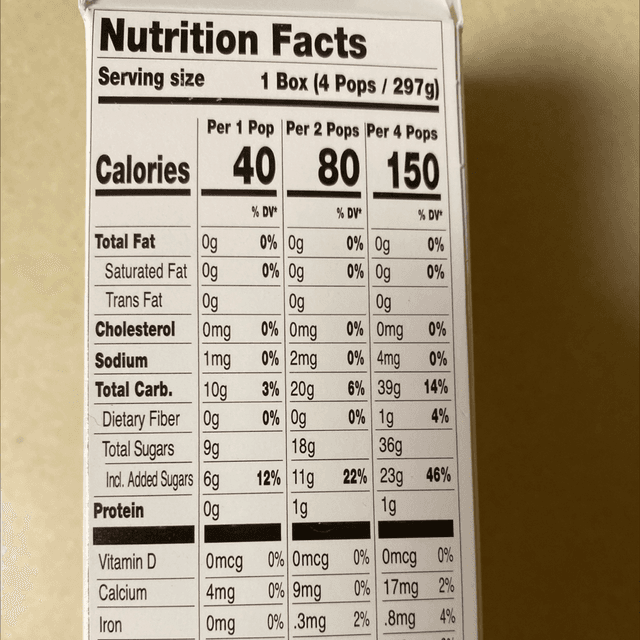 Nutrition Facts
Serving size 1 Box (4 Pops / 297g)
Per 1 Pop Per 2 Pops Per 4 Pops
Calories 40 80 150
% DV* % DV* % DV*
Total Fat 0g 0% 0g 0% 0g 0%
Saturated Fat 0g 0% 0g 0% 0g 0%
Trans Fat 0g 0g 0g
Cholesterol 0mg 0% 0mg 0% 0mg 0%
Sodium 1mg 0% 2mg 0% 4mg 0%
Total Carb. 10g 3% 20g 6% 39g 14%
Dietary Fiber 0g 0% 0g 0% 1g 4%
Total Sugars 9g 18g 36g
Incl. Added Sugars 6g 12% 11g 22% 23g 46%
Protein 0g 1g 1g
Vitamin D 0mcg 0% 0mcg 0% 0mcg 0%
Calcium 4mg 0% 9mg 0% 17mg 2%
Iron 0mg 0% .3mg 2% .8mg 4%